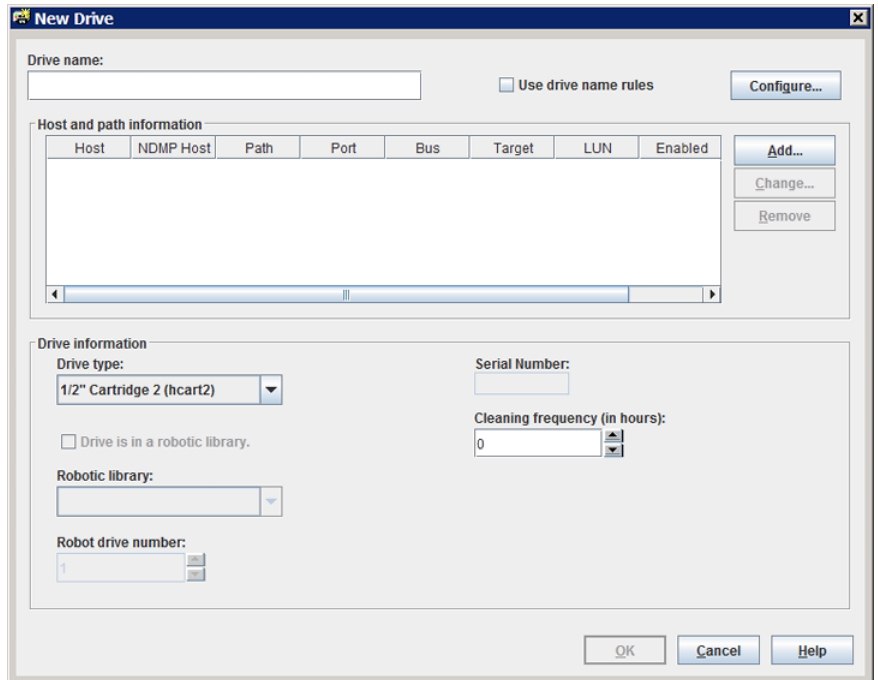 New Drive
Drive name:
Use drive name rules
Configure...
Host and path information
Host NDMP Host Path Port Bus Target LUN Enabled
Add...
Change...
Remove
Drive information
Drive type:
Serial Number:
1/2" Cartridge 2 (hcart2)
Cleaning frequency (in hours):
0
Drive is in a robotic library.
Robotic library:
Robot drive number:
1
OK Cancel Help